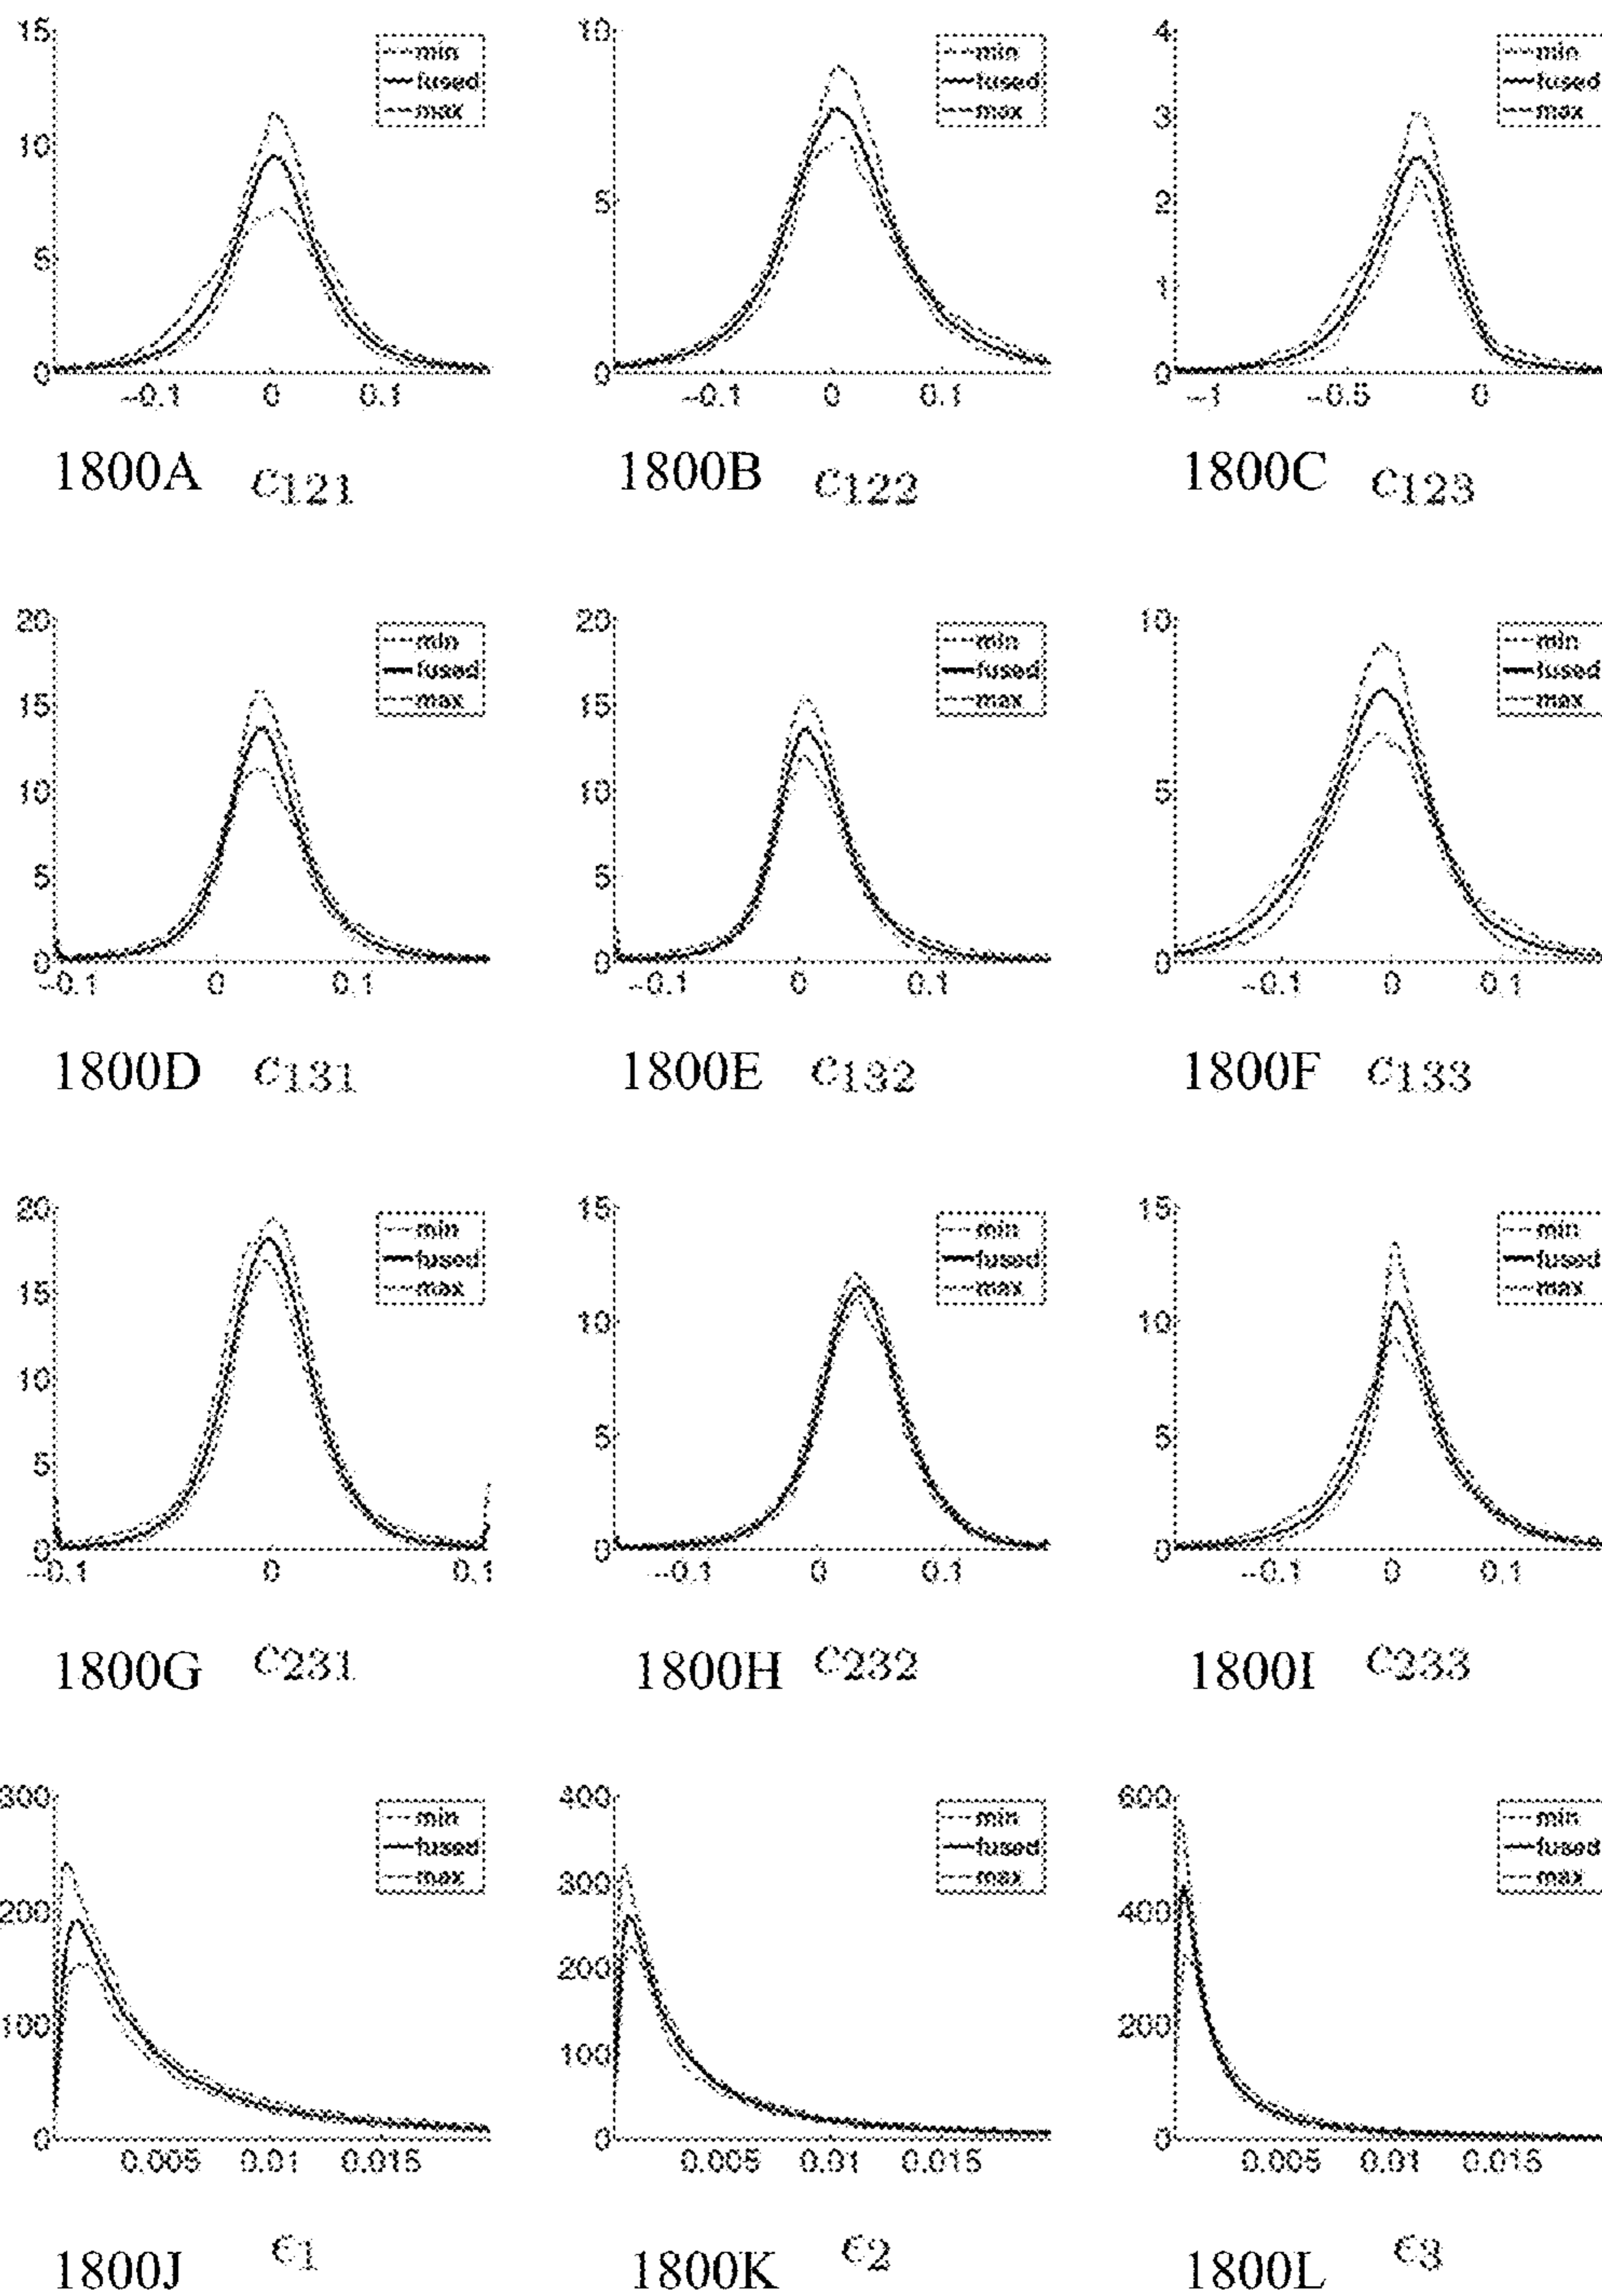 15 10 4
min min min
fused fused fused
max max max
10 3
5 2
5 1
0 0 0
-0.1 0 0.1 -0.1 0 0.1 -1 -0.5 0
1800A c121 1800B c122 1800C c123
20 20 10
min min min
fused fused fused
max max max
15 15
10 10 5
5 5
0 0 0
-0.1 0 0.1 -0.1 0 0.1 -0.1 0 0.1
1800D c131 1800E c132 1800F c133
20 15 15
min min min
fused fused fused
max max max
15 10 10
10
5 5 5
0 0 0
-0.1 0 0.1 -0.1 0 0.1 -0.1 0 0.1
1800G c231 1800H c232 1800I c233
300 400 600
min min min
fused fused fused
max max max
300
200 400
200
100 200
100
0 0 0
0.005 0.01 0.015 0.005 0.01 0.015 0.005 0.01 0.015
1800J e1 1800K e2 1800L e3